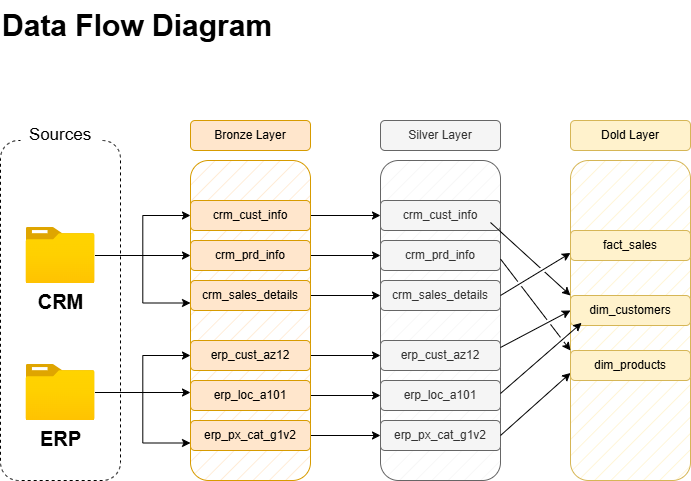 Data Flow Diagram
Sources
Bronze Layer
Silver Layer
Dold Layer
CRM
ERP
crm_cust_info
crm_prd_info
crm_sales_details
erp_cust_az12
erp_loc_a101
erp_px_cat_g1v2
crm_cust_info
crm_prd_info
crm_sales_details
erp_cust_az12
erp_loc_a101
erp_px_cat_g1v2
fact_sales
dim_customers
dim_products